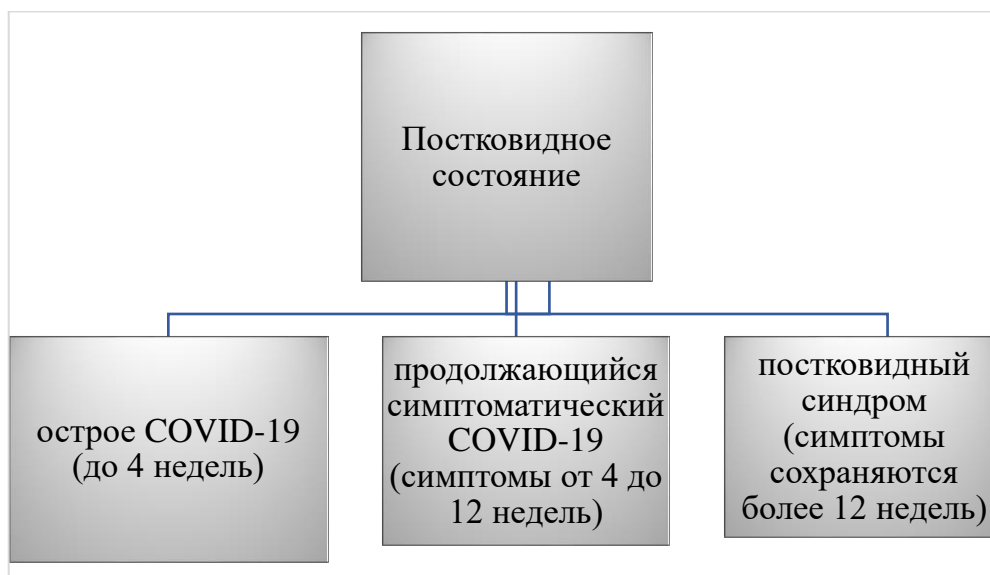 Постковидное
состояние
острое COVID-19
(до 4 недель)
продолжающийся
симптоматический
COVID-19
(симптомы от 4 до
12 недель)
постковидный
синдром
(симптомы
сохраняются
более 12 недель)